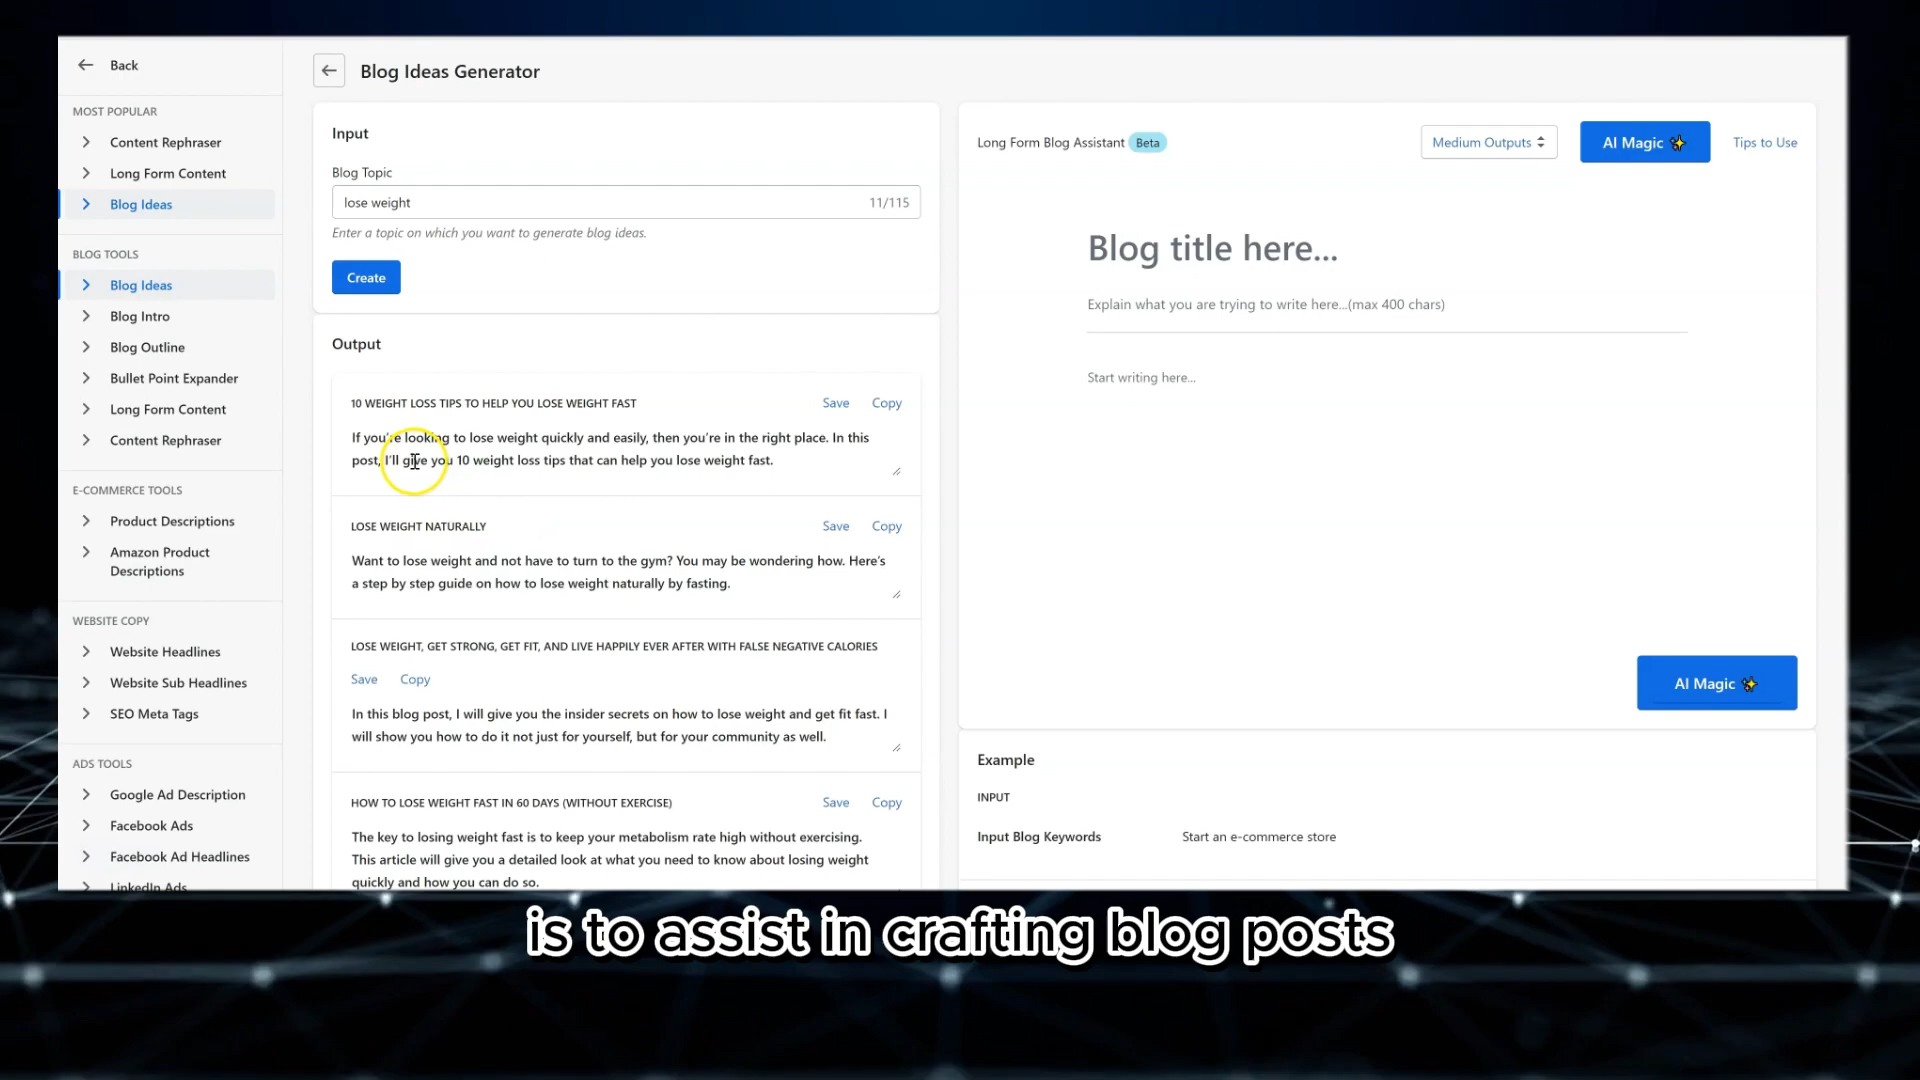 Back
MOST POPULAR
Content Rephraser
Long Form Content
Blog Ideas
BLOG TOOLS
Blog Ideas
Blog Intro
Blog Outline
Bullet Point Expander
Long Form Content
Content Rephraser
E-COMMERCE TOOLS
Product Descriptions
Amazon Product
Descriptions
WEBSITE COPY
Website Headlines
Website Sub Headlines
SEO Meta Tags
ADS TOOLS
Google Ad Description
Facebook Ads
Facebook Ad Headlines
LinkedIn Ads
Blog Ideas Generator
Input
Blog Topic
lose weight 11/115
Enter a topic on which you want to generate blog ideas.
Create
Output
10 WEIGHT LOSS TIPS TO HELP YOU LOSE WEIGHT FAST Save Copy
If you're looking to lose weight quickly and easily, then you're in the right place. In this
post, I'll give you 10 weight loss tips that can help you lose weight fast.
LOSE WEIGHT NATURALLY Save Copy
Want to lose weight and not have to turn to the gym? You may be wondering how. Here's
a step by step guide on how to lose weight naturally by fasting.
LOSE WEIGHT, GET STRONG, GET FIT, AND LIVE HAPPILY EVER AFTER WITH FALSE NEGATIVE CALORIES
Save Copy
In this blog post, I will give you the insider secrets on how to lose weight and get fit fast. I
will show you how to do it not just for yourself, but for your community as well.
HOW TO LOSE WEIGHT FAST IN 60 DAYS (WITHOUT EXERCISE) Save Copy
The key to losing weight fast is to keep your metabolism rate high without exercising.
This article will give you a detailed look at what you need to know about losing weight
quickly and how you can do so.
Long Form Blog Assistant Beta Medium Outputs AI Magic Tips to Use
Blog title here...
Explain what you are trying to write here...(max 400 chars)
Start writing here...
AI Magic
Example
INPUT
Input Blog Keywords Start an e-commerce store
is to assist in crafting blog posts